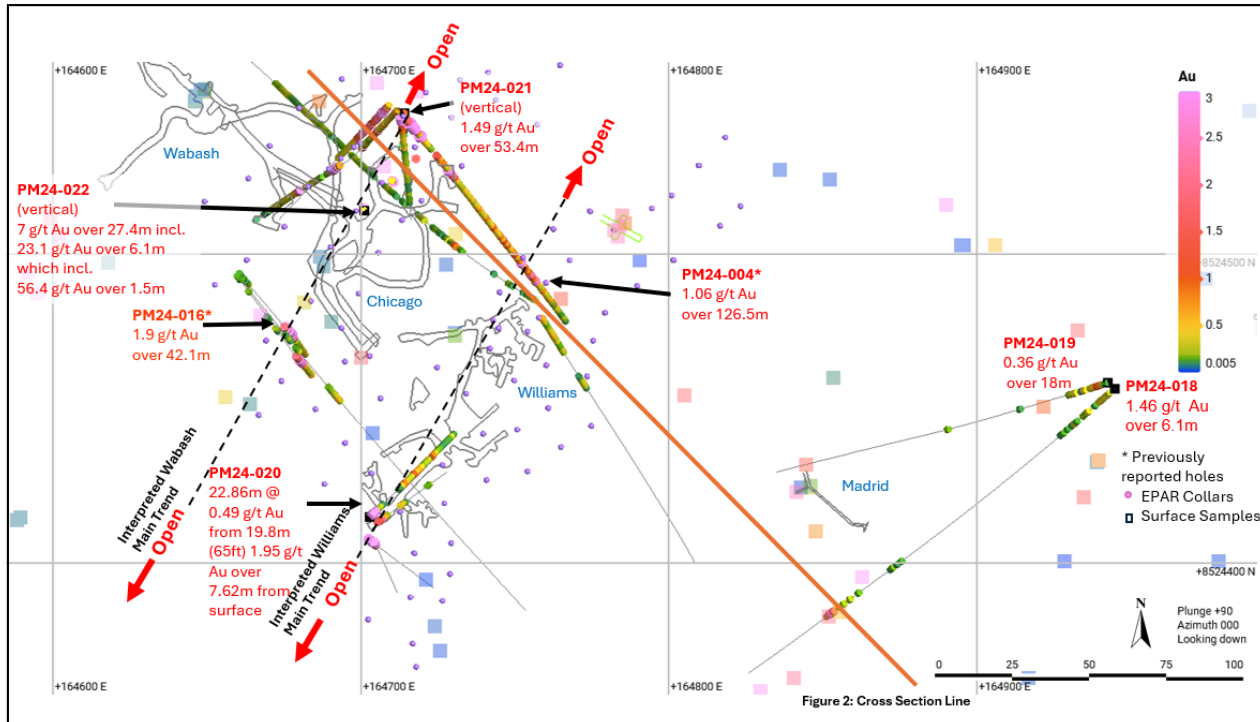 +164600 E
+164700 E
+164800 E
+164900 E
Au
3
2.5
2
1.5
1
0.5
0.005
Open
PM24-021
(vertical)
1.49 g/t Au
over 53.4m
Wabash
Open
PM24-022
(vertical)
7 g/t Au over 27.4m incl.
23.1 g/t Au over 6.1m
which incl.
56.4 g/t Au over 1.5m
+8524500 N
PM24-004*
1.06 g/t Au
over 126.5m
Chicago
PM24-016*
1.9 g/t Au
over 42.1m
PM24-019
0.36 g/t Au
over 18m
PM24-018
1.46 g/t Au
over 6.1m
Williams
* Previously
reported holes
EPAR Collars
Surface Samples
Madrid
PM24-020
22.86m @
0.49 g/t Au
from 19.8m
(65ft) 1.95 g/t
Au over
7.62m from
surface
Interpreted Wabash
Main Trend
Open
Interpreted Williams
Main Trend
Open
+8524400 N
N
Plunge +90
Azimuth 000
Looking down
0
25
50
75
100
+164600 E
+164700 E
+164800 E
+164900 E
Figure 2: Cross Section Line